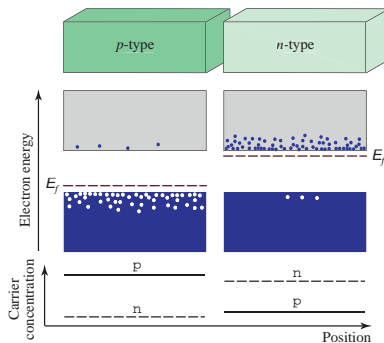 p-type
n-type
Electron energy
E_f
E_f
p
n
n
p
Carrier
concentration
Position